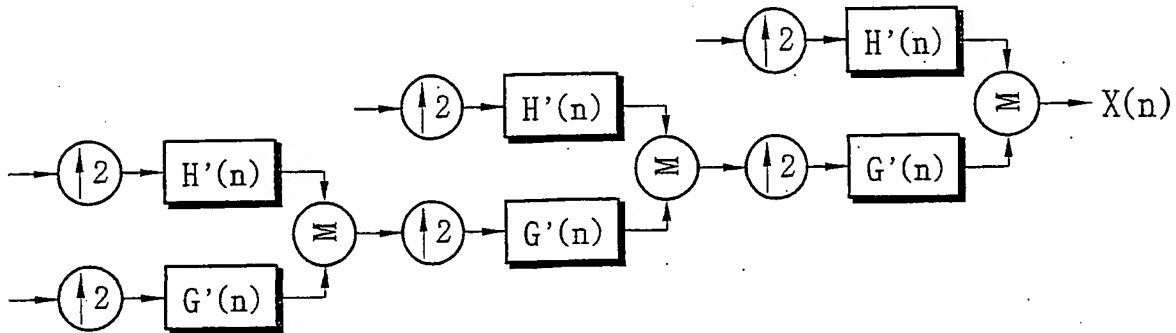 ↑2 H'(n)
M X(n)
↑2 H'(n)
M ↑2 G'(n)
↑2 H'(n)
M ↑2 G'(n)
↑2 G'(n)